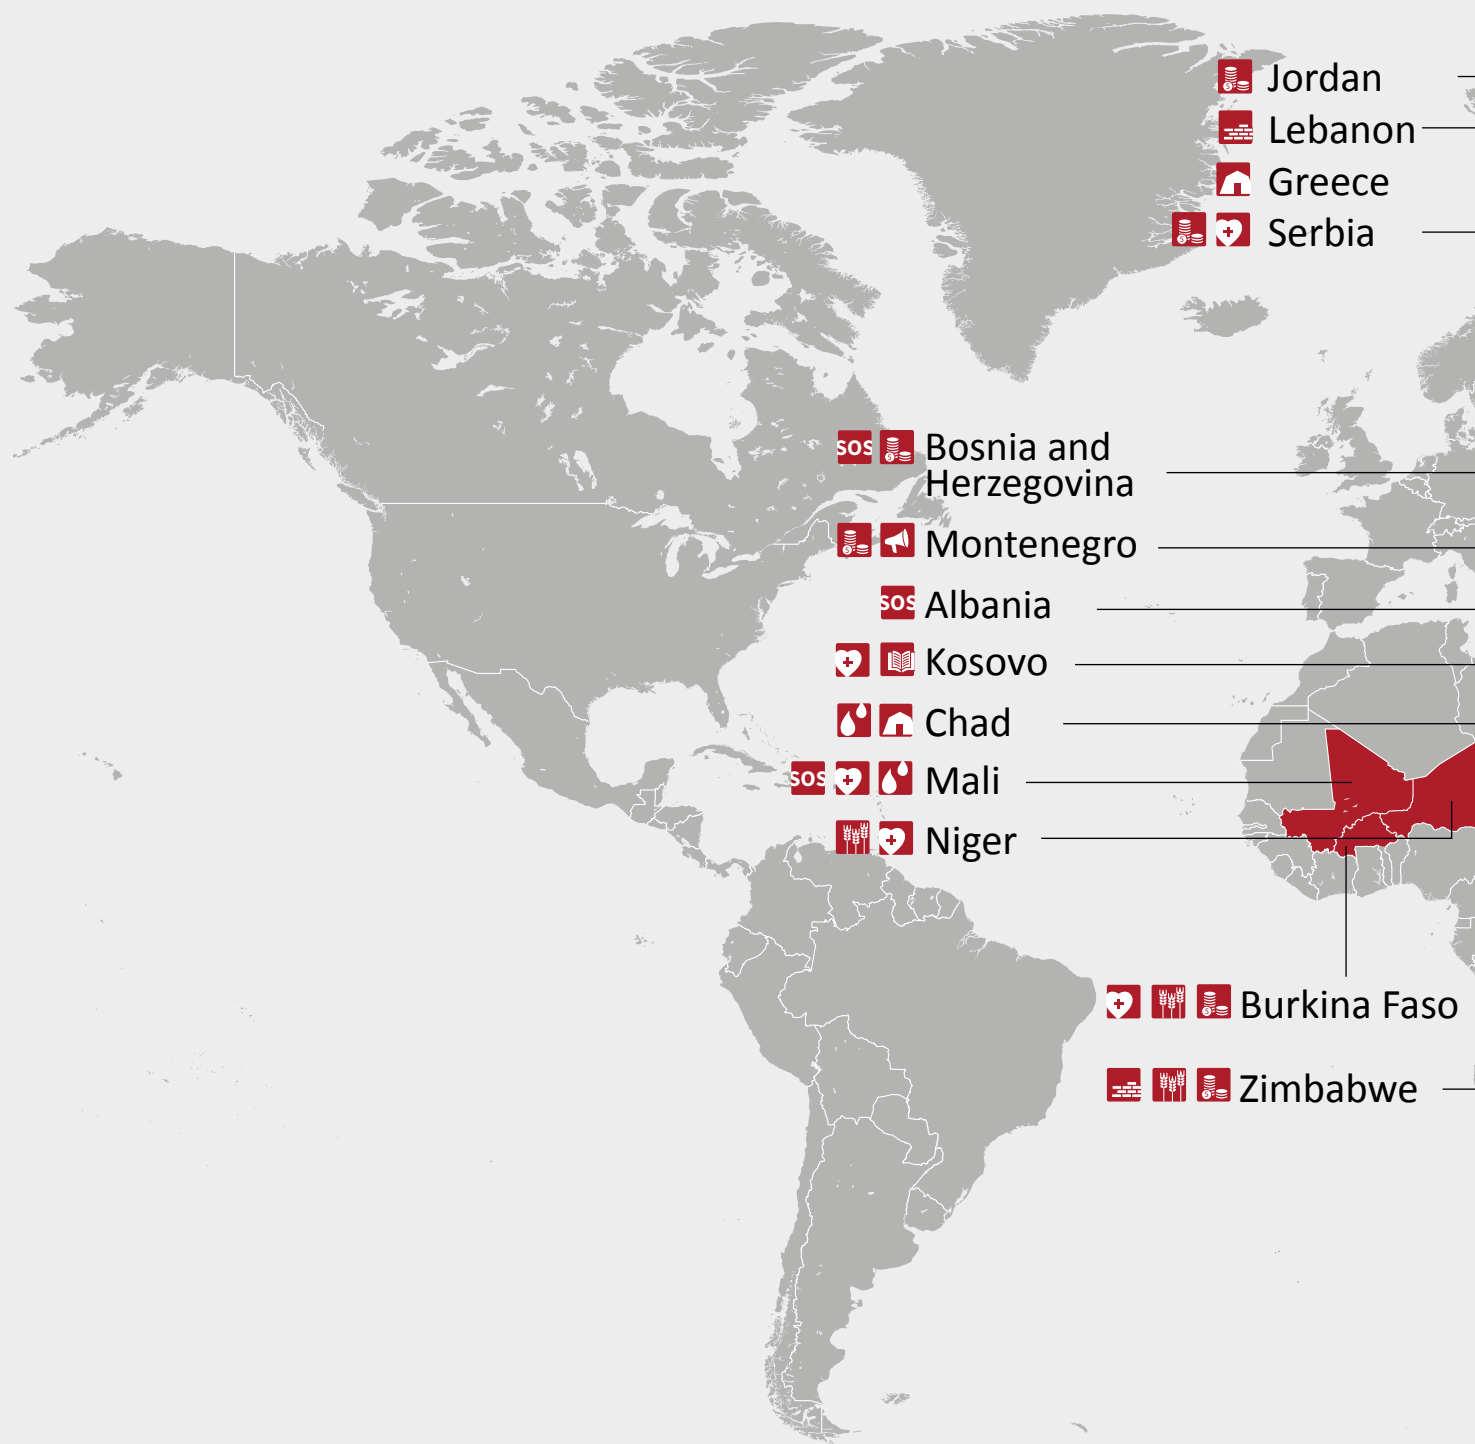 Jordan
Lebanon
Greece
Serbia
SOS Bosnia and
Herzegovina
Montenegro
SOS Albania
Kosovo
Chad
SOS Mali
Niger
Burkina Faso
Zimbabwe